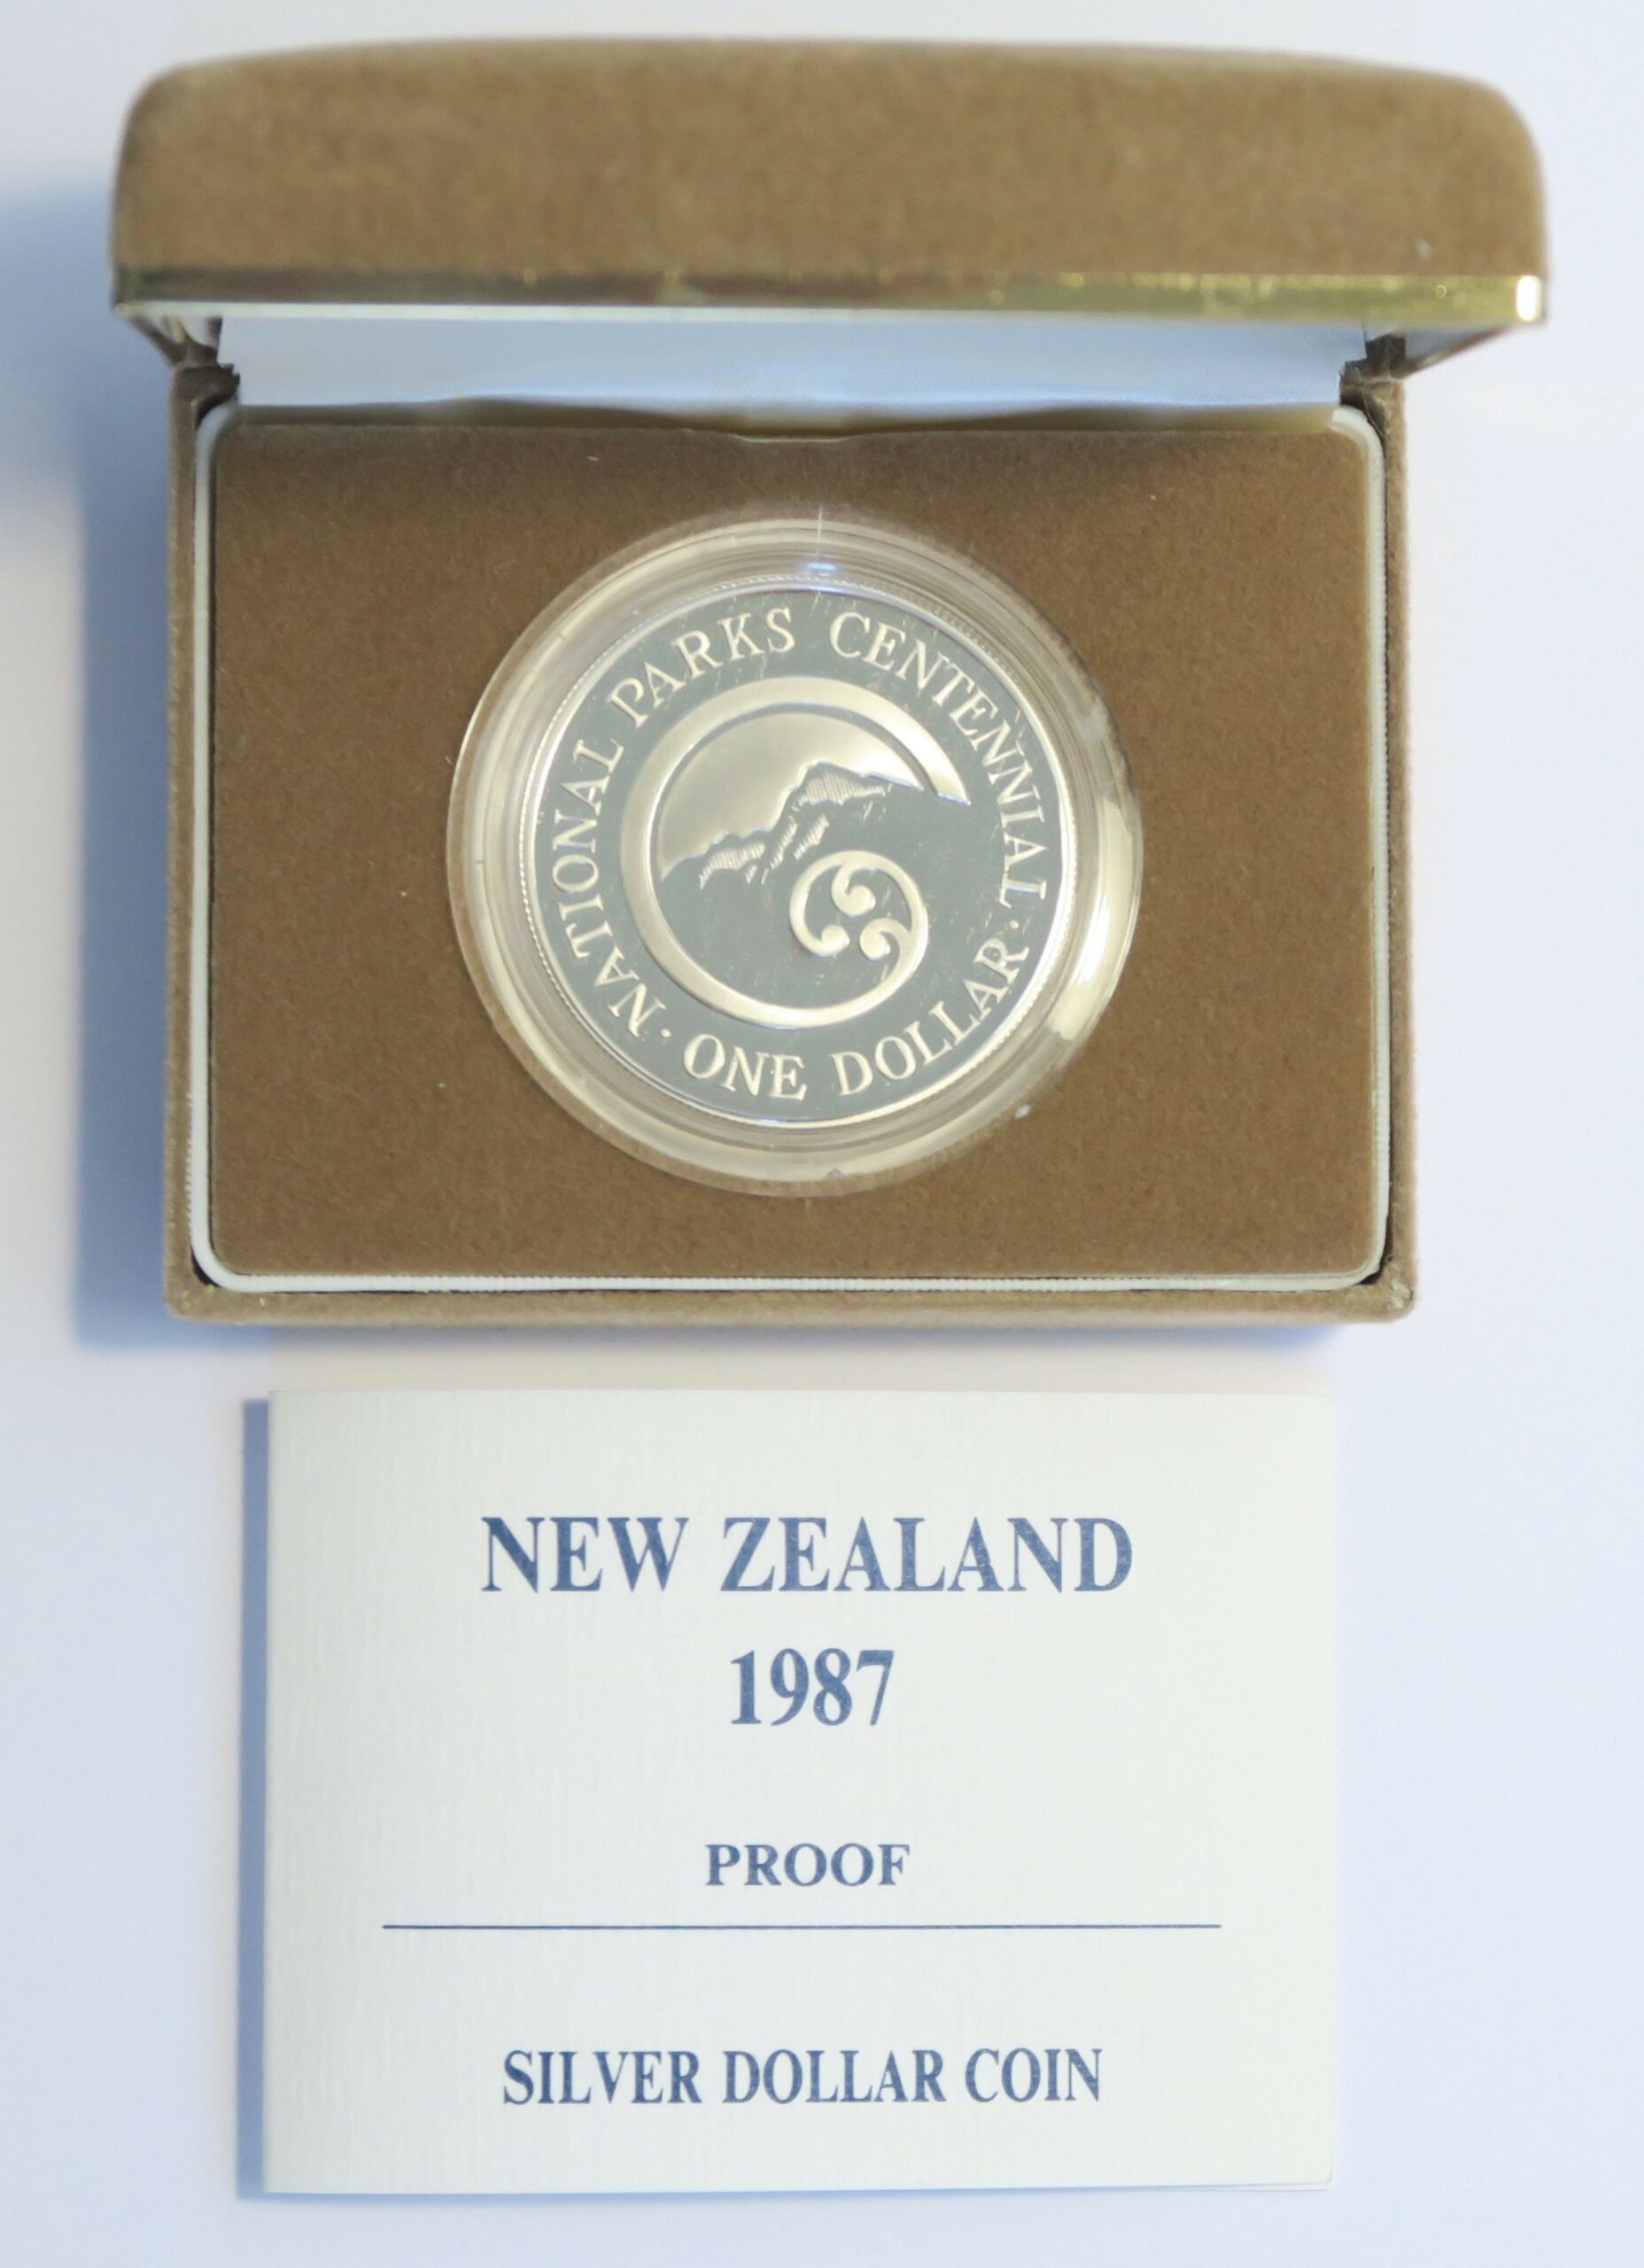 NATIONAL PARKS CENTENNIAL ·
ONE DOLLAR ·
NEW ZEALAND
1987
PROOF
SILVER DOLLAR COIN